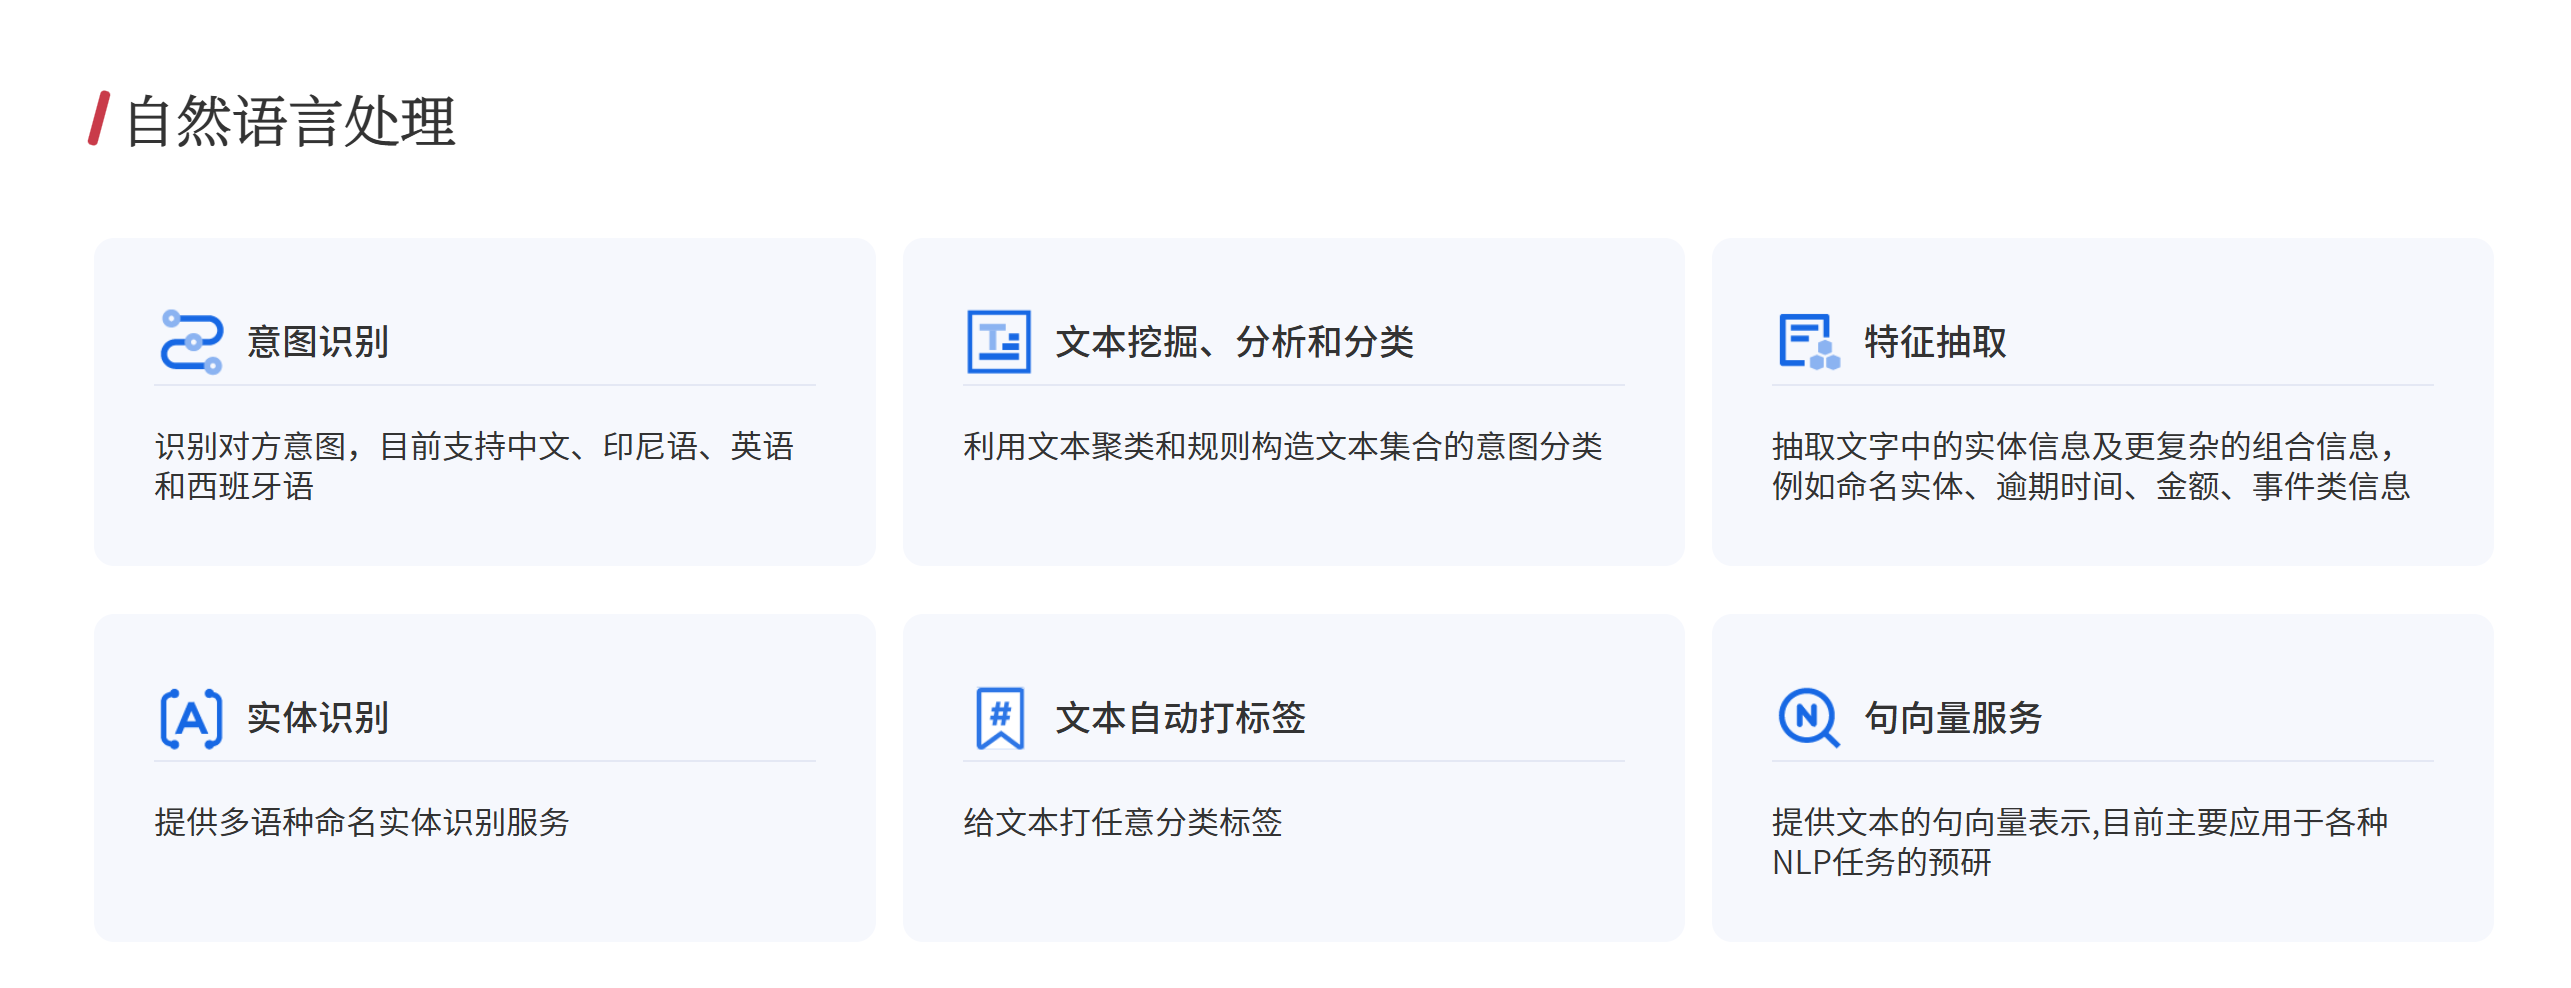 自然语言处理
意图识别
识别对方意图，目前支持中文、印尼语、英语
和西班牙语
文本挖掘、分析和分类
利用文本聚类和规则构造文本集合的意图分类
特征抽取
抽取文字中的实体信息及更复杂的组合信息，
例如命名实体、逾期时间、金额、事件类信息
实体识别
提供多语种命名实体识别服务
文本自动打标签
给文本打任意分类标签
句向量服务
提供文本的句向量表示,目前主要应用于各种
NLP任务的预研